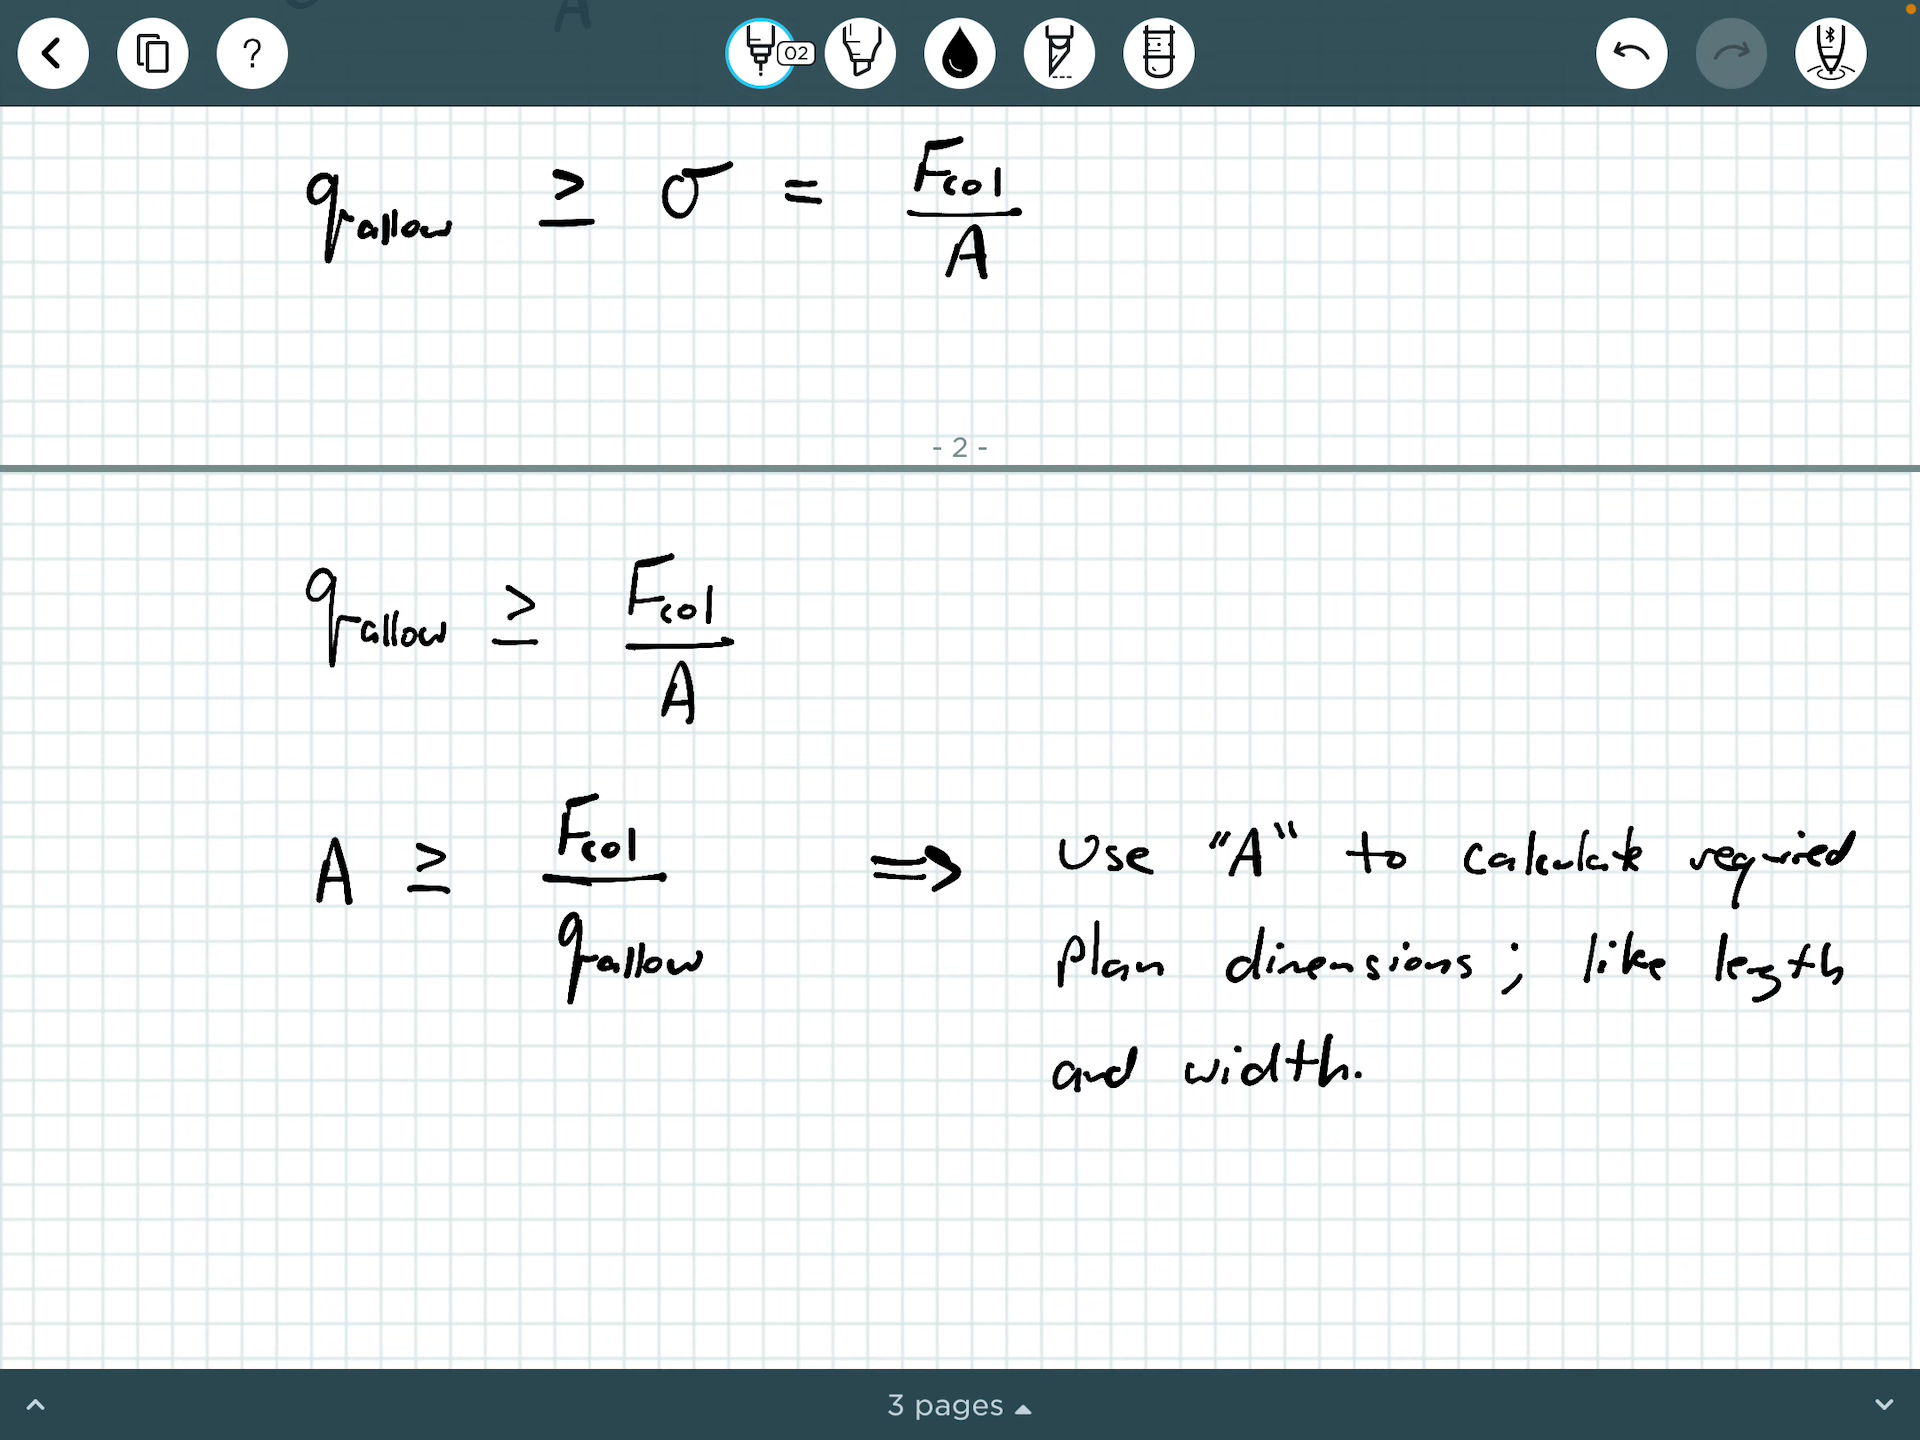 A
?
02
q_allow ≥ σ = F_col / A
- 2 -
q_allow ≥ F_col / A
A ≥ F_col / q_allow ⇒ Use "A" to calculate required
plan dimensions; like length
and width.
3 pages